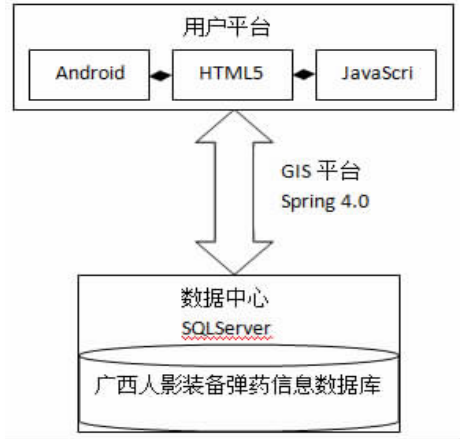 用户平台
Android
HTML5
JavaScri
GIS 平台
Spring 4.0
数据中心
SQLServer
广西人影装备弹药信息数据库